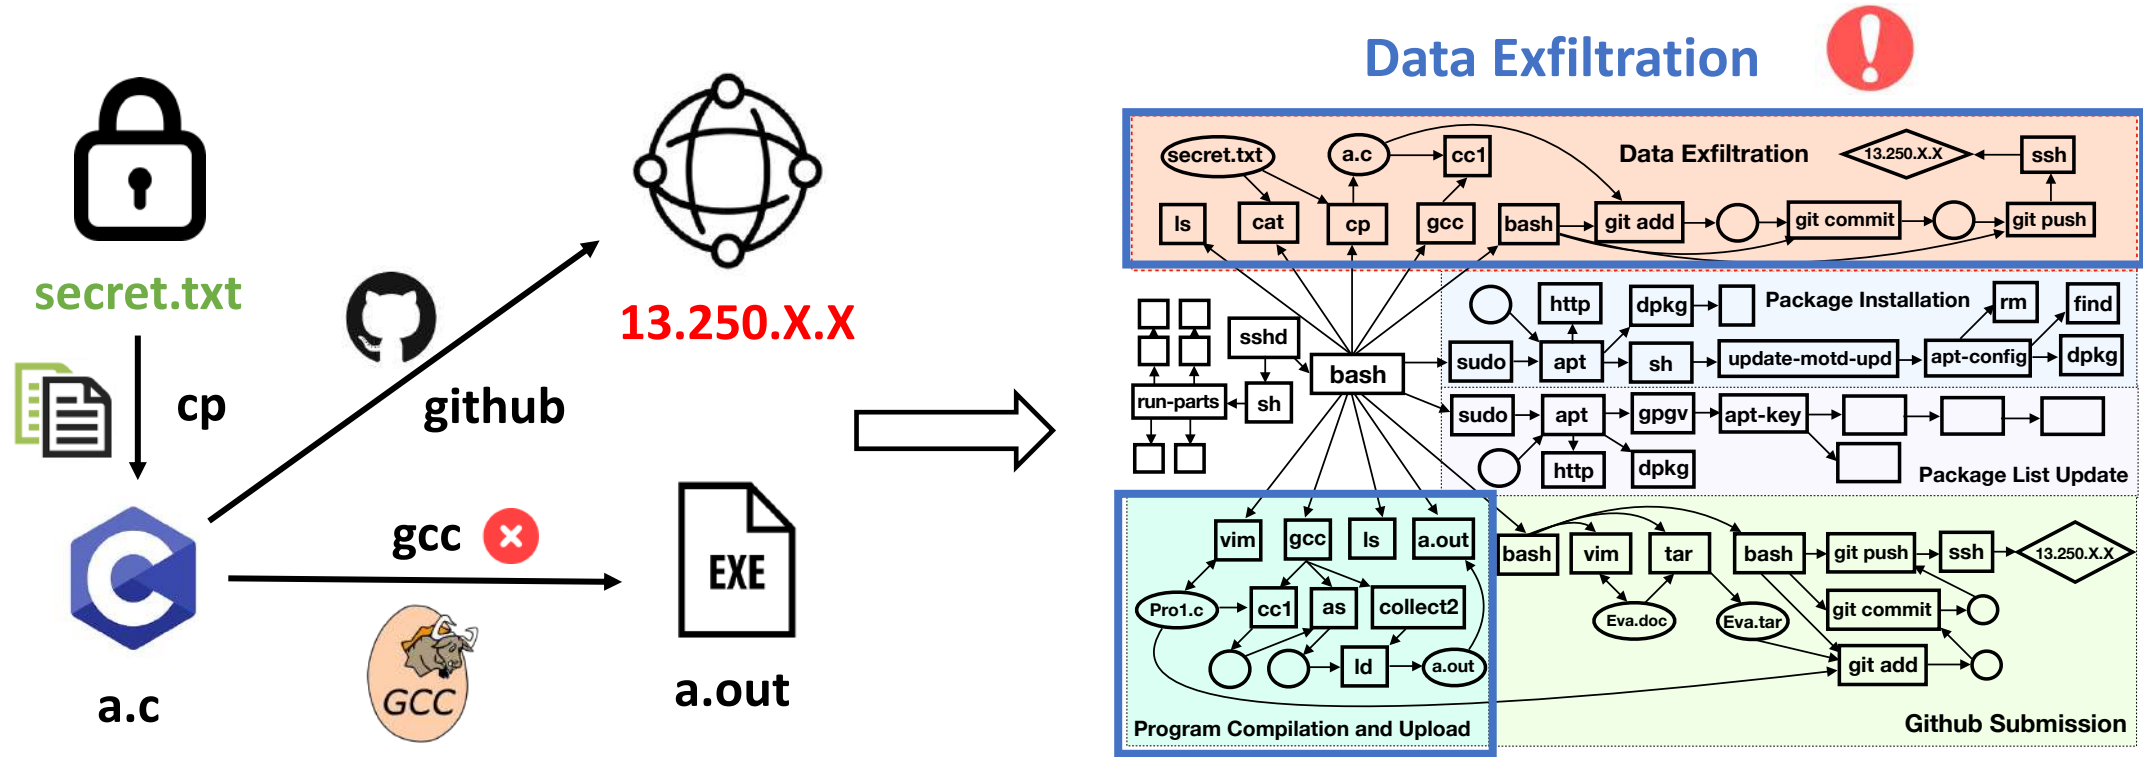 Data Exfiltration
secret.txt
cp
a.c
github
13.250.X.X
gcc
GCC
EXE
a.out
secret.txt
a.c
cc1
Data Exfiltration
13.250.X.X
ssh
ls
cat
cp
gcc
bash
git add
git commit
git push
http
dpkg
Package Installation
rm
find
sshd
bash
sudo
apt
sh
update-motd-upd
apt-config
dpkg
run-parts
sh
sudo
apt
gpgv
apt-key
http
dpkg
Package List Update
vim
gcc
ls
a.out
Pro1.c
cc1
as
collect2
ld
a.out
Program Compilation and Upload
bash
vim
tar
bash
git push
ssh
13.250.X.X
Eva.doc
Eva.tar
git commit
git add
Github Submission